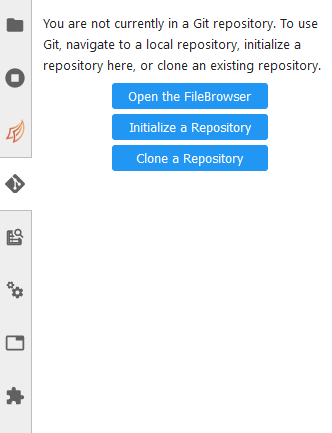 You are not currently in a Git repository. To use
Git, navigate to a local repository, initialize a
repository here, or clone an existing repository.
Open the FileBrowser
Initialize a Repository
Clone a Repository